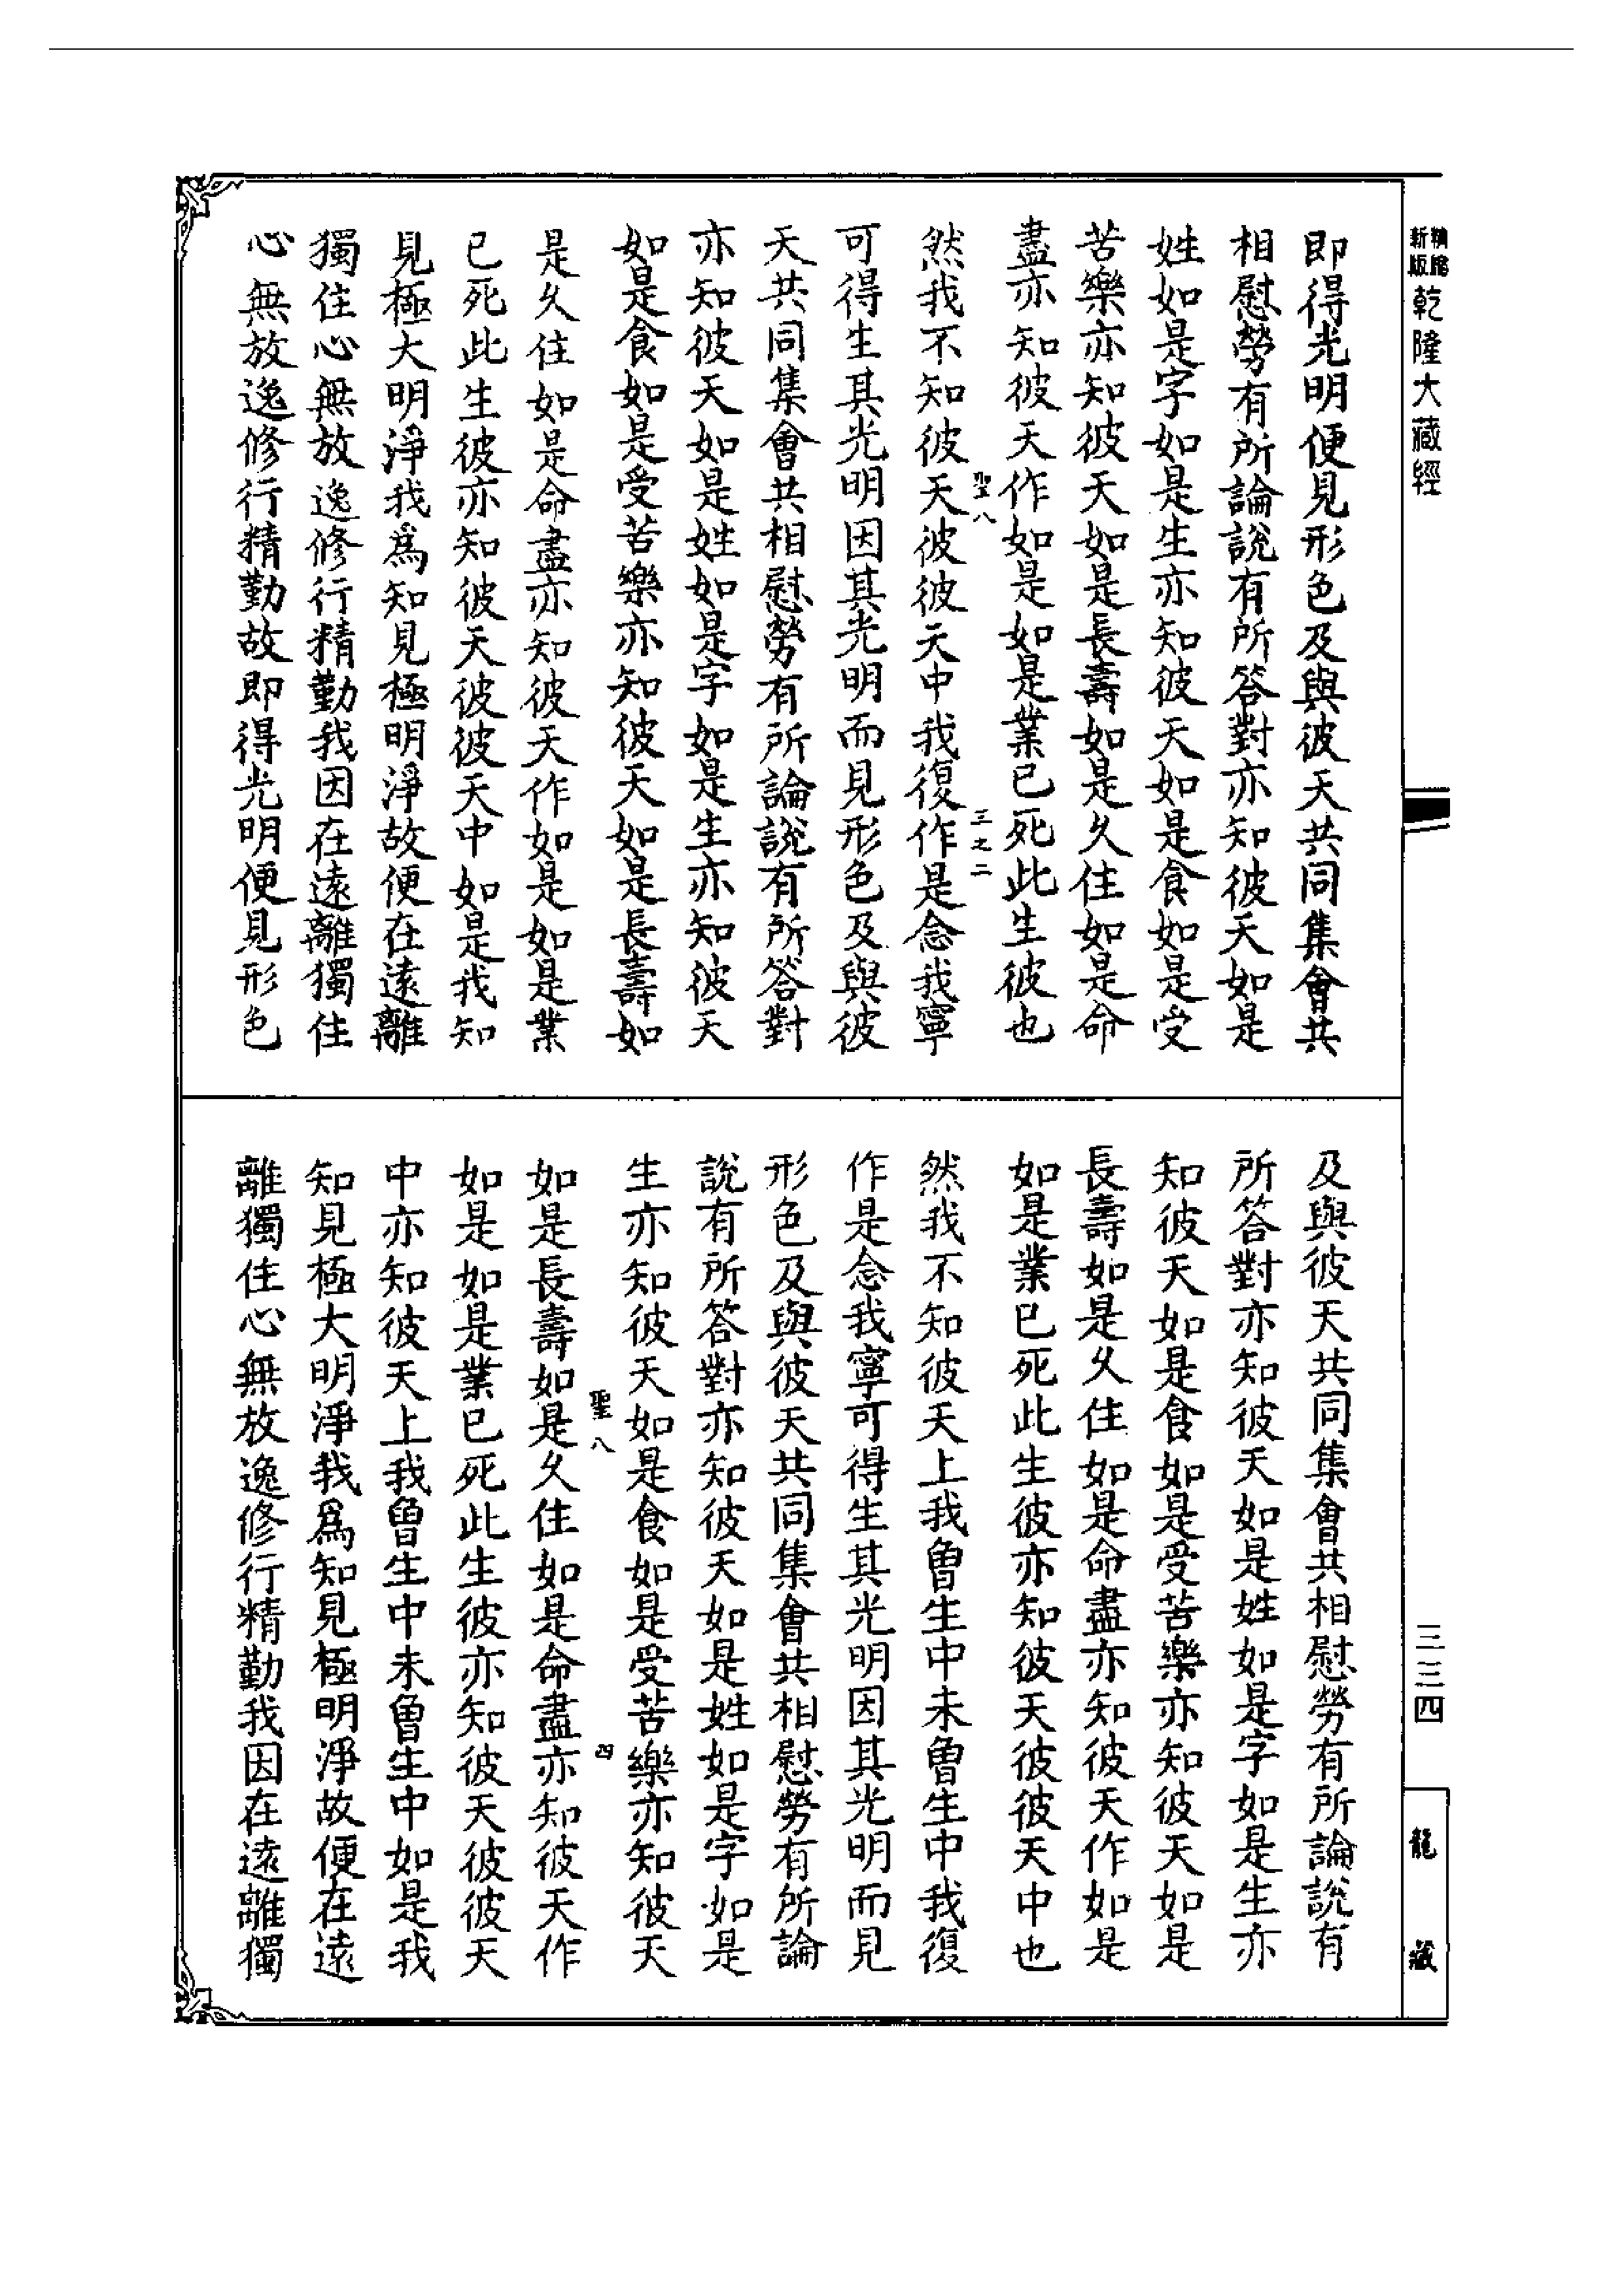 新版 精縮 乾隆大藏經
即得光明便見形色及與彼天共同集會共
相慰勞有所論說有所答對亦知彼天如是
姓如是字如是生亦知彼天如是食如是受
苦樂亦知彼天如是長壽如是久住如是命
盡亦知彼天作如是如是業已死此生彼也
聖八 三之二
然我不知彼天彼彼天中我復作是念我寧
可得生其光明因其光明而見形色及與彼
天共同集會共相慰勞有所論說有所答對
亦知彼天如是姓如是字如是生亦知彼天
如是食如是受苦樂亦知彼天如是長壽如
是久住如是命盡亦知彼天作如是如是業
已死此生彼亦知彼天彼彼天中如是我知
見極大明淨我為知見極明淨故便在遠離
獨住心無放逸修行精勤我因在遠離獨住
心無放逸修行精勤故即得光明便見形色
及與彼天共同集會共相慰勞有所論說有
所答對亦知彼天如是姓如是字如是生亦
知彼天如是食如是受苦樂亦知彼天如是
長壽如是久住如是命盡亦知彼天作如是
如是業已死此生彼亦知彼天彼彼天中也
然我不知彼天上我曾生中未曾生中我復
作是念我寧可得生其光明因其光明而見
形色及與彼天共同集會共相慰勞有所論
說有所答對亦知彼天如是姓如是字如是
生亦知彼天如是食如是受苦樂亦知彼天
聖八 四
如是長壽如是久住如是命盡亦知彼天作
如是如是業已死此生彼亦知彼天彼彼天
中亦知彼天上我曾生中未曾生中如是我
知見極大明淨我為知見極明淨故便在遠
離獨住心無放逸修行精勤我因在遠離獨
三三四
龍藏